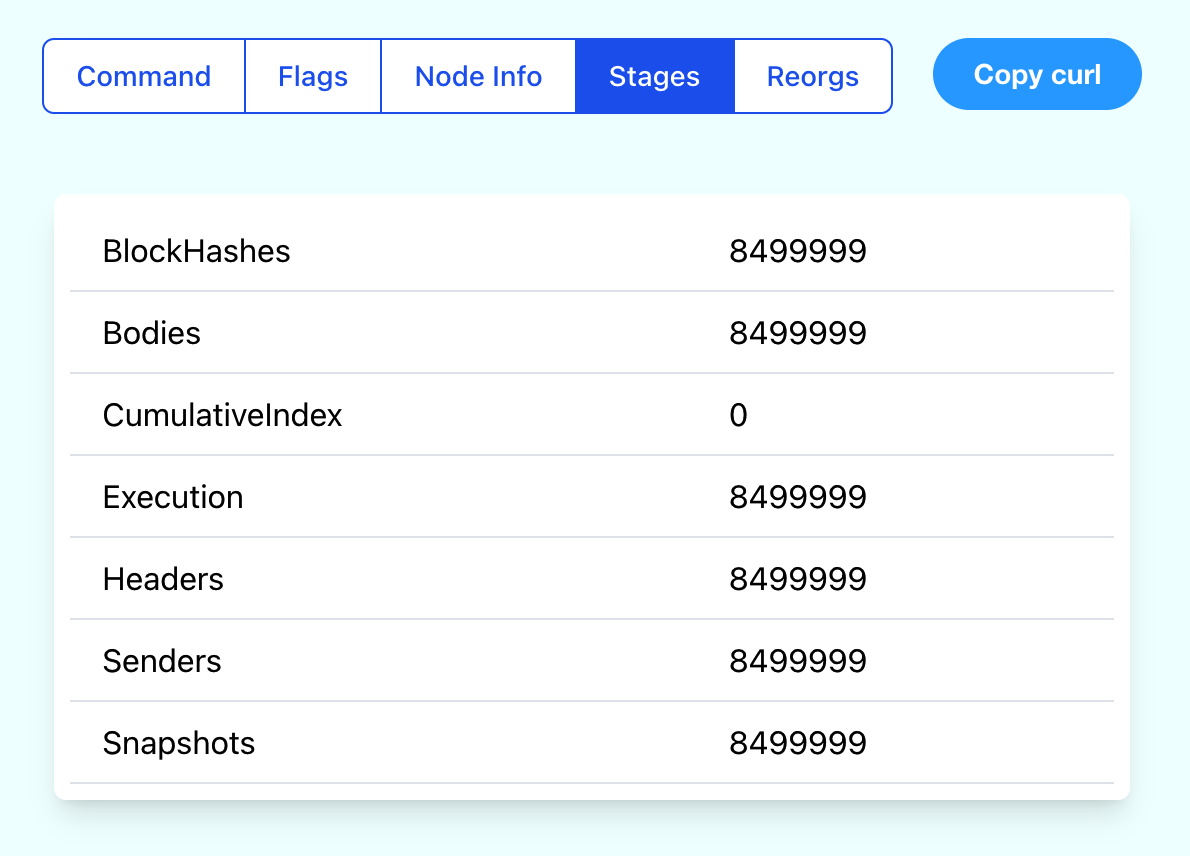 Command Flags Node Info Stages Reorgs Copy curl
BlockHashes 8499999
Bodies 8499999
CumulativeIndex 0
Execution 8499999
Headers 8499999
Senders 8499999
Snapshots 8499999